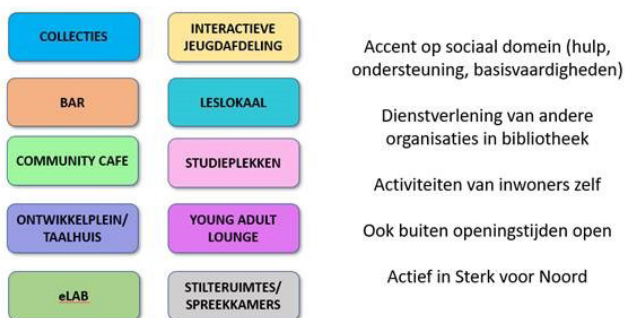 COLLECTIES
INTERACTIEVE
JEUGDAFDELING
BAR
LESLOKAAL
COMMUNITY CAFE
STUDIEPLEKKEN
ONTWIKKELPLEIN/
TAALHUIS
YOUNG ADULT
LOUNGE
eLAB
STILTERUIMTES/
SPREEKKAMERS
Accent op sociaal domein (hulp,
ondersteuning, basisvaardigheden)
Dienstverlening van andere
organisaties in bibliotheek
Activiteiten van inwoners zelf
Ook buiten openingstijden open
Actief in Sterk voor Noord